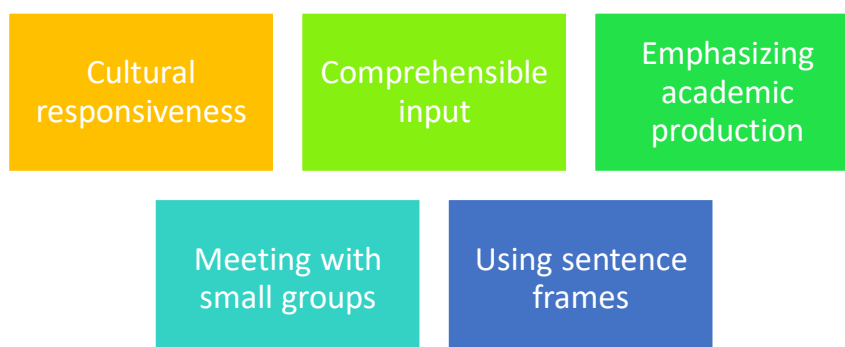 Cultural
responsiveness
Comprehensible
input
Emphasizing
academic
production
Meeting with
small groups
Using sentence
frames